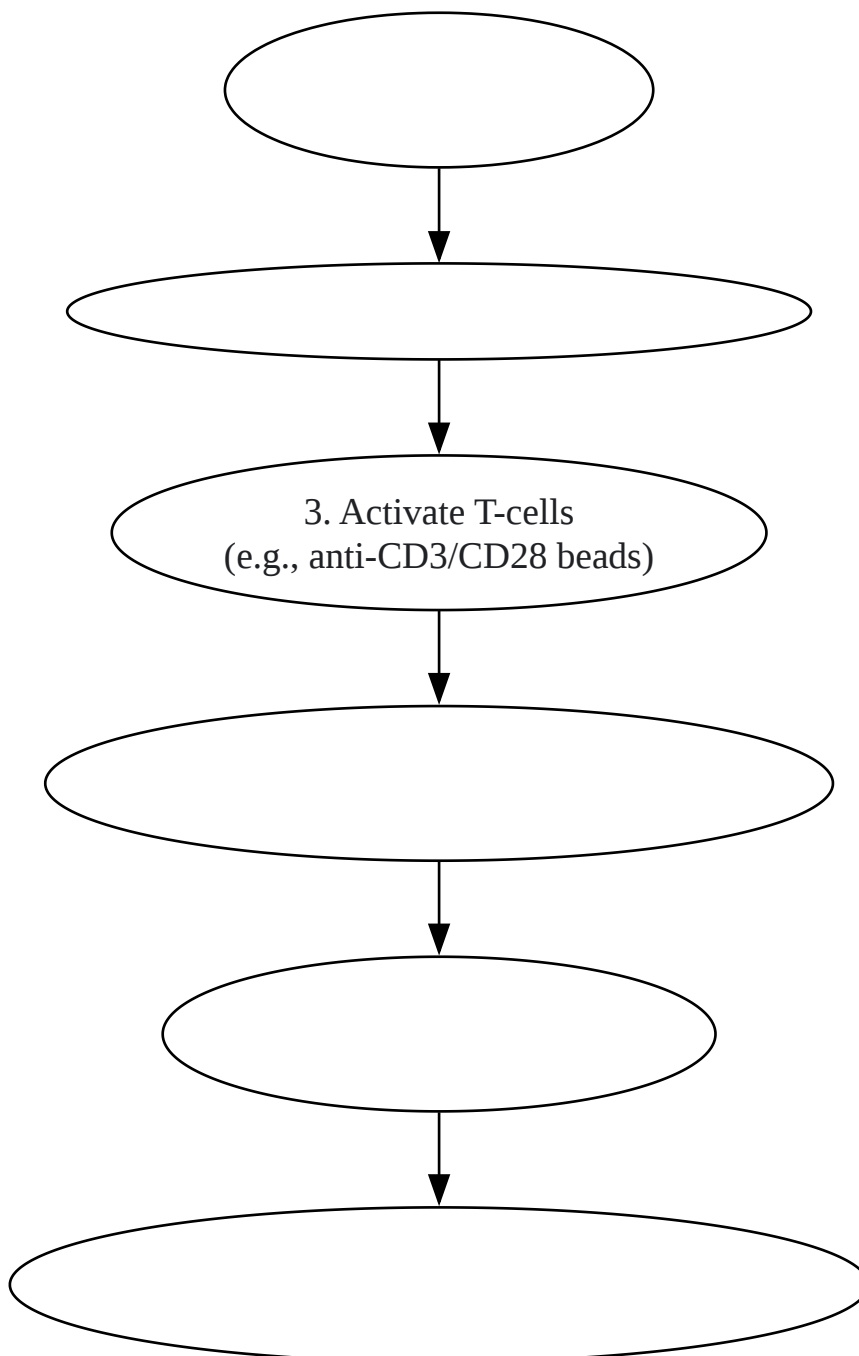 3. Activate T-cells
(e.g., anti-CD3/CD28 beads)